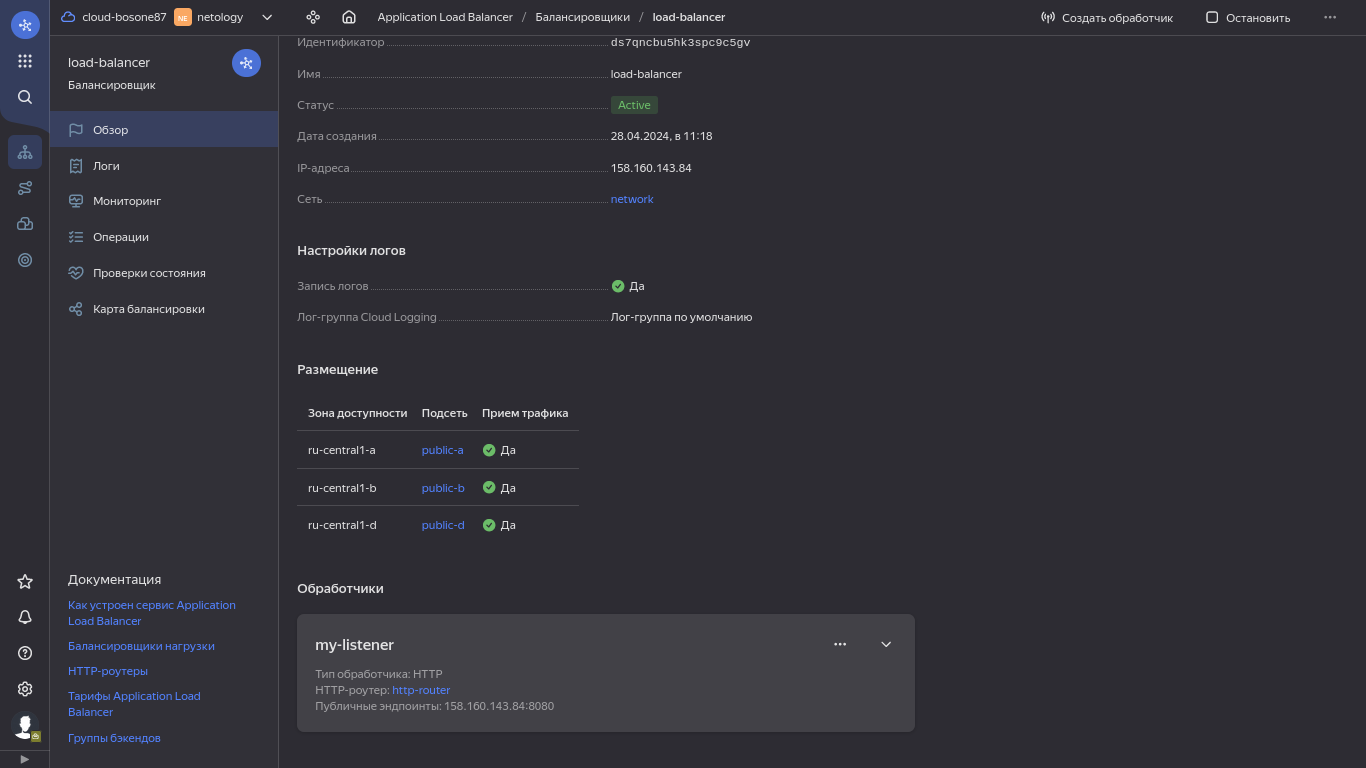 cloud-bosone87 NE netology
Application Load Balancer / Балансировщики / load-balancer
Создать обработчик
Остановить
load-balancer
Балансировщик
Обзор
Логи
Мониторинг
Операции
Проверки состояния
Карта балансировки
Документация
Как устроен сервис Application
Load Balancer
Балансировщики нагрузки
HTTP-роутеры
Тарифы Application Load
Balancer
Группы бэкендов
Идентификатор ds7qncbu5hk3spc9c5gv
Имя load-balancer
Статус Active
Дата создания 28.04.2024, в 11:18
IP-адреса 158.160.143.84
Сеть network
Настройки логов
Запись логов Да
Лог-группа Cloud Logging Лог-группа по умолчанию
Размещение
Зона доступности Подсеть Прием трафика
ru-central1-a public-a Да
ru-central1-b public-b Да
ru-central1-d public-d Да
Обработчики
my-listener
Тип обработчика: HTTP
HTTP-роутер: http-router
Публичные эндпоинты: 158.160.143.84:8080